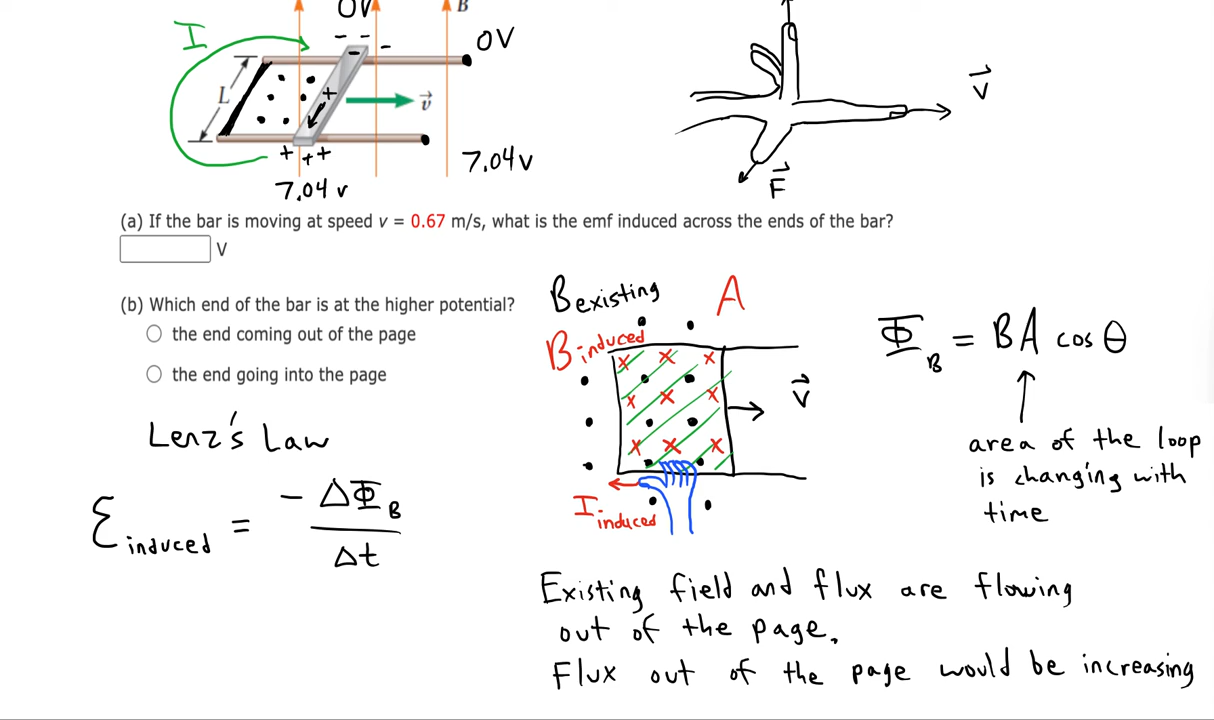 0V
B
I
0V
L
v
v
7.04v
7.04 v
F
(a) If the bar is moving at speed v = 0.67 m/s, what is the emf induced across the ends of the bar?
V
(b) Which end of the bar is at the higher potential?
the end coming out of the page
the end going into the page
Bexisting
A
B induced
v
I induced
Φ_B = BA cos θ
area of the loop
is changing with
time
Lenz's Law
ε induced = -ΔΦ_B / Δt
Existing field and flux are flowing
out of the page.
Flux out of the page would be increasing